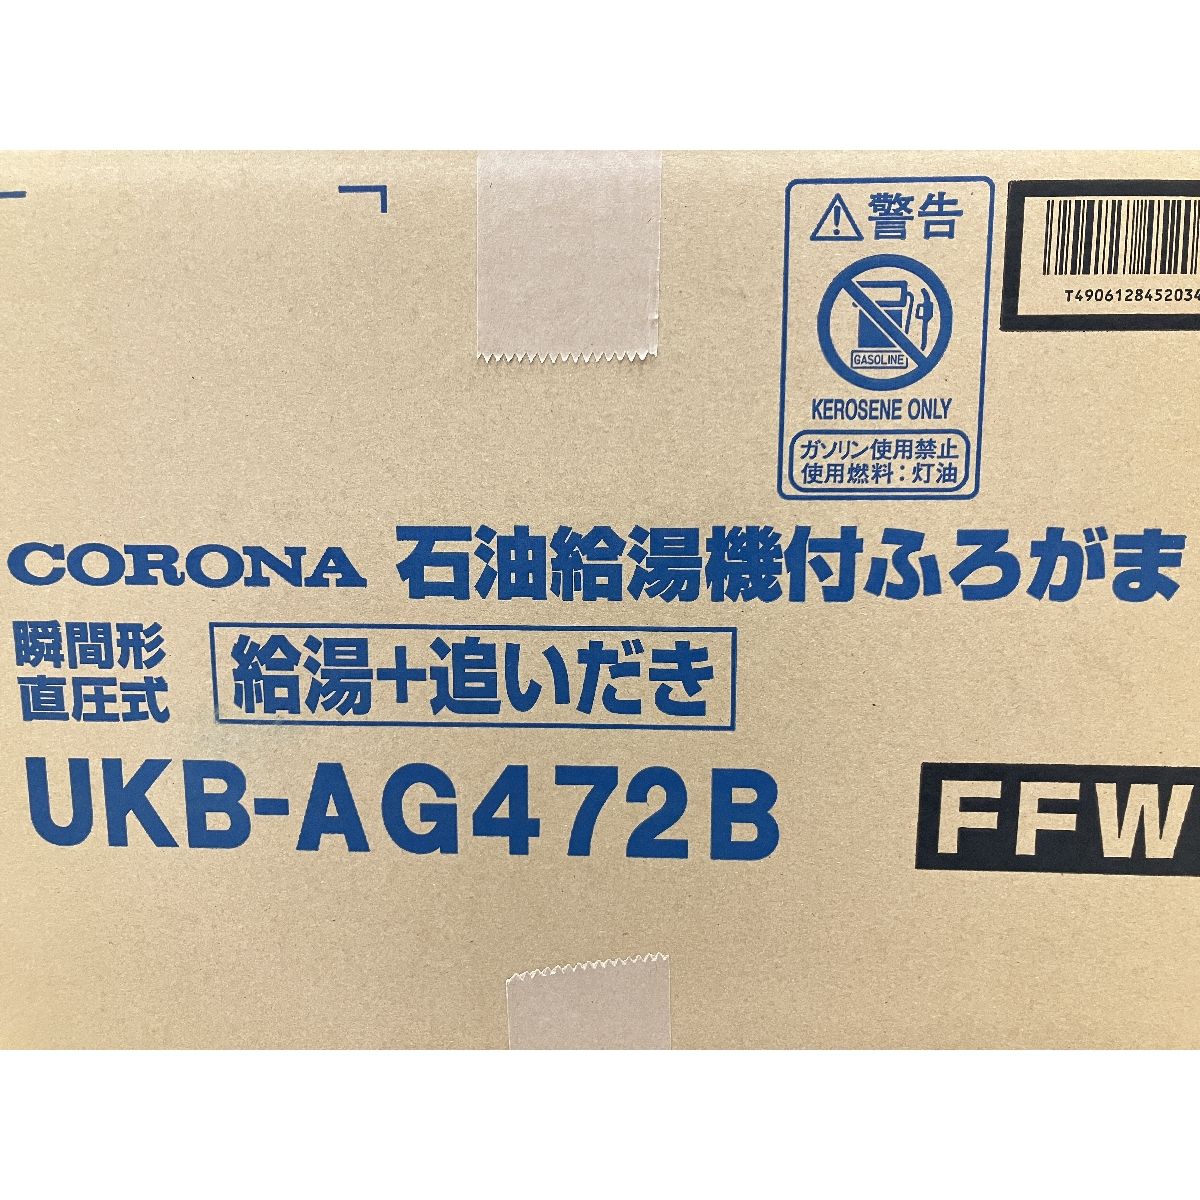 警告
GASOLINE
KEROSENE ONLY
ガソリン使用禁止
使用燃料：灯油
T4906128452034
CORONA 石油給湯機付ふろがま
瞬間形
直圧式
給湯+追いだき
UKB-AG472B
FFW